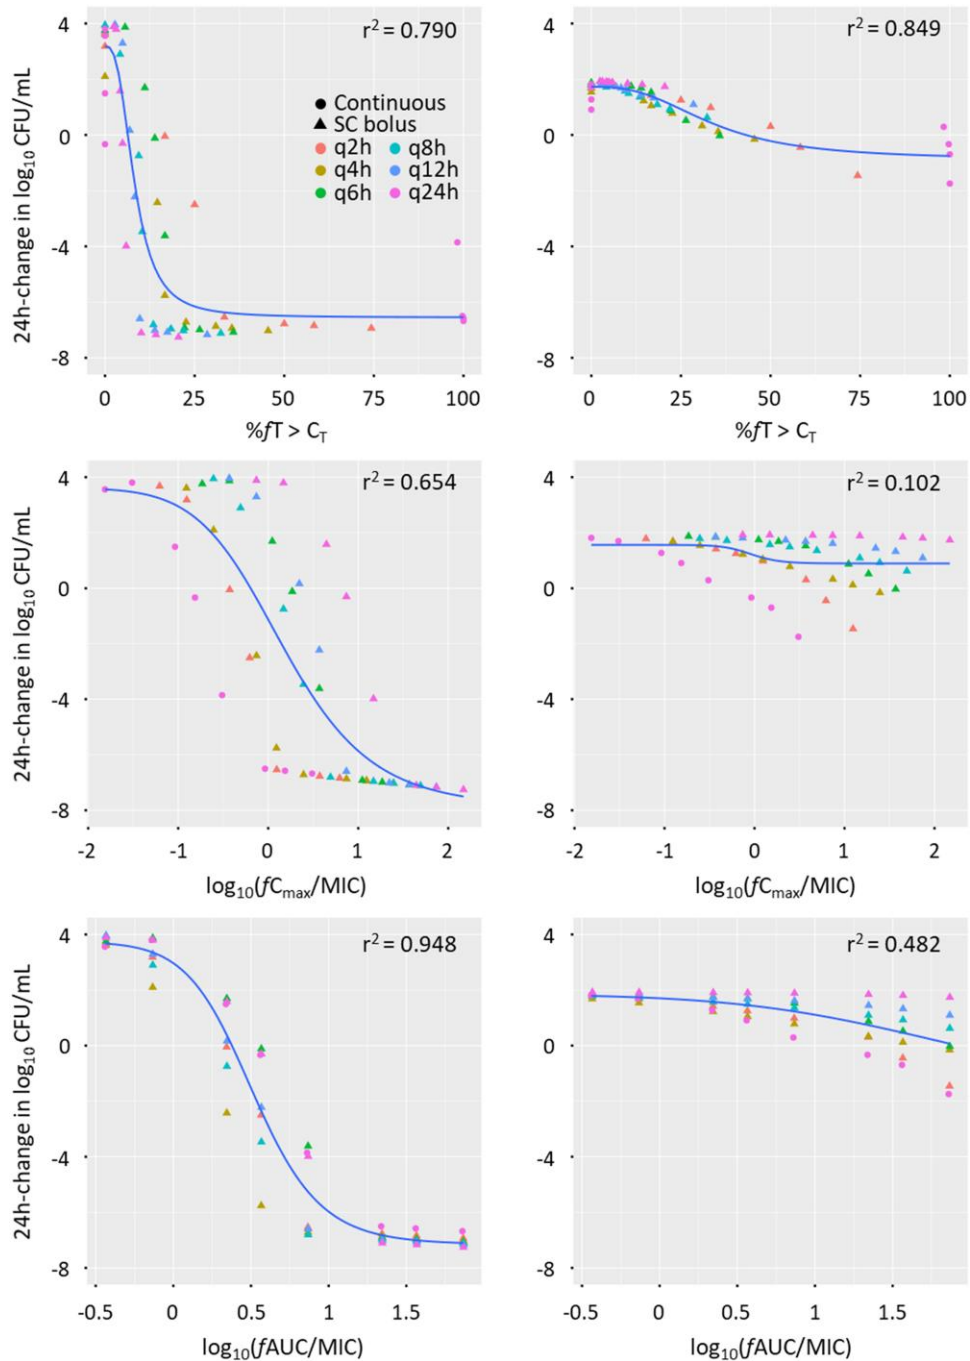 4
0
-4
-8
24h-change in log10 CFU/mL
r2 = 0.790
Continuous
SC bolus
q2h q8h
q4h q12h
q6h q24h
0 25 50 75 100
%fT > CT
4
0
-4
-8
r2 = 0.849
0 25 50 75 100
%fT > CT
4
0
-4
-8
24h-change in log10 CFU/mL
r2 = 0.654
-2 -1 0 1 2
log10(fCmax/MIC)
4
0
-4
-8
r2 = 0.102
-2 -1 0 1 2
log10(fCmax/MIC)
4
0
-4
-8
24h-change in log10 CFU/mL
r2 = 0.948
-0.5 0 0.5 1 1.5
log10(fAUC/MIC)
4
0
-4
-8
r2 = 0.482
-0.5 0 0.5 1 1.5
log10(fAUC/MIC)